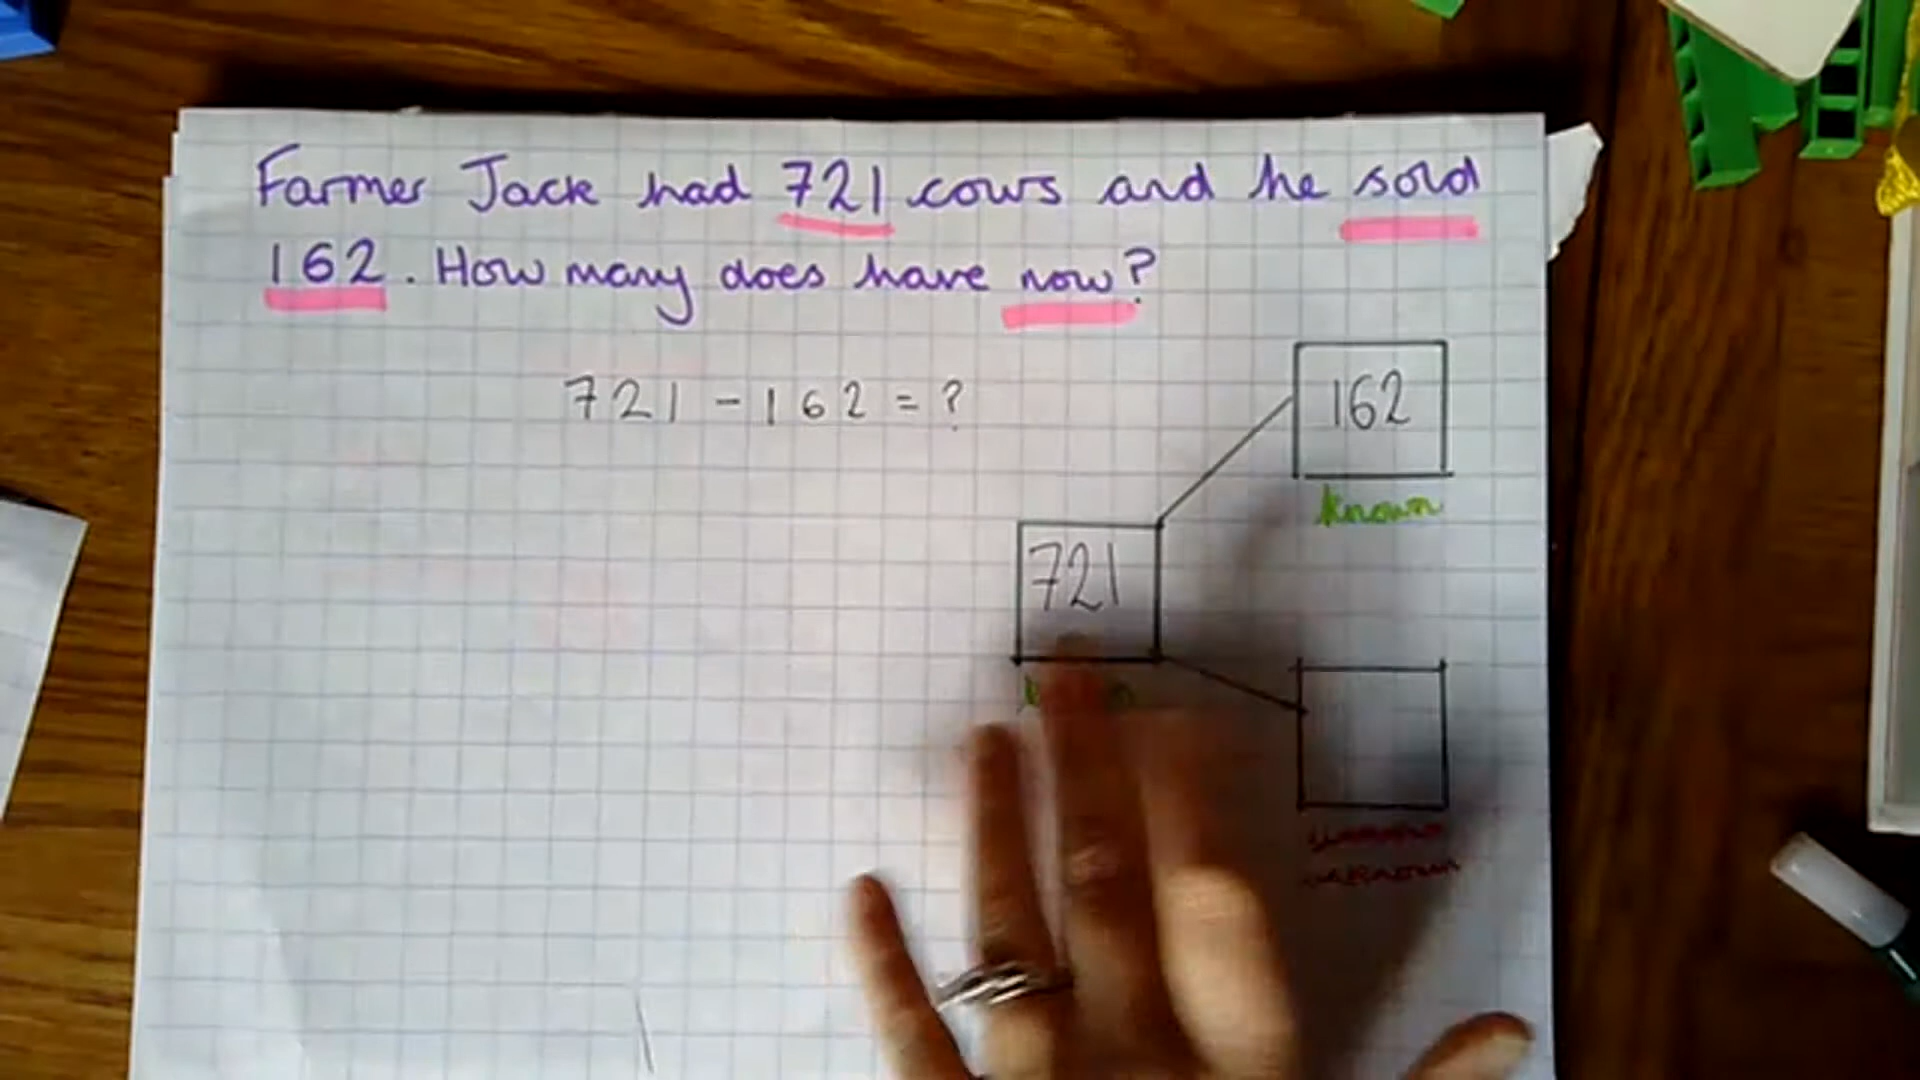 Farmer Jack had 721 cows and he sold
162. How many does have now?
721 - 162 = ?
162
known
721
unknown